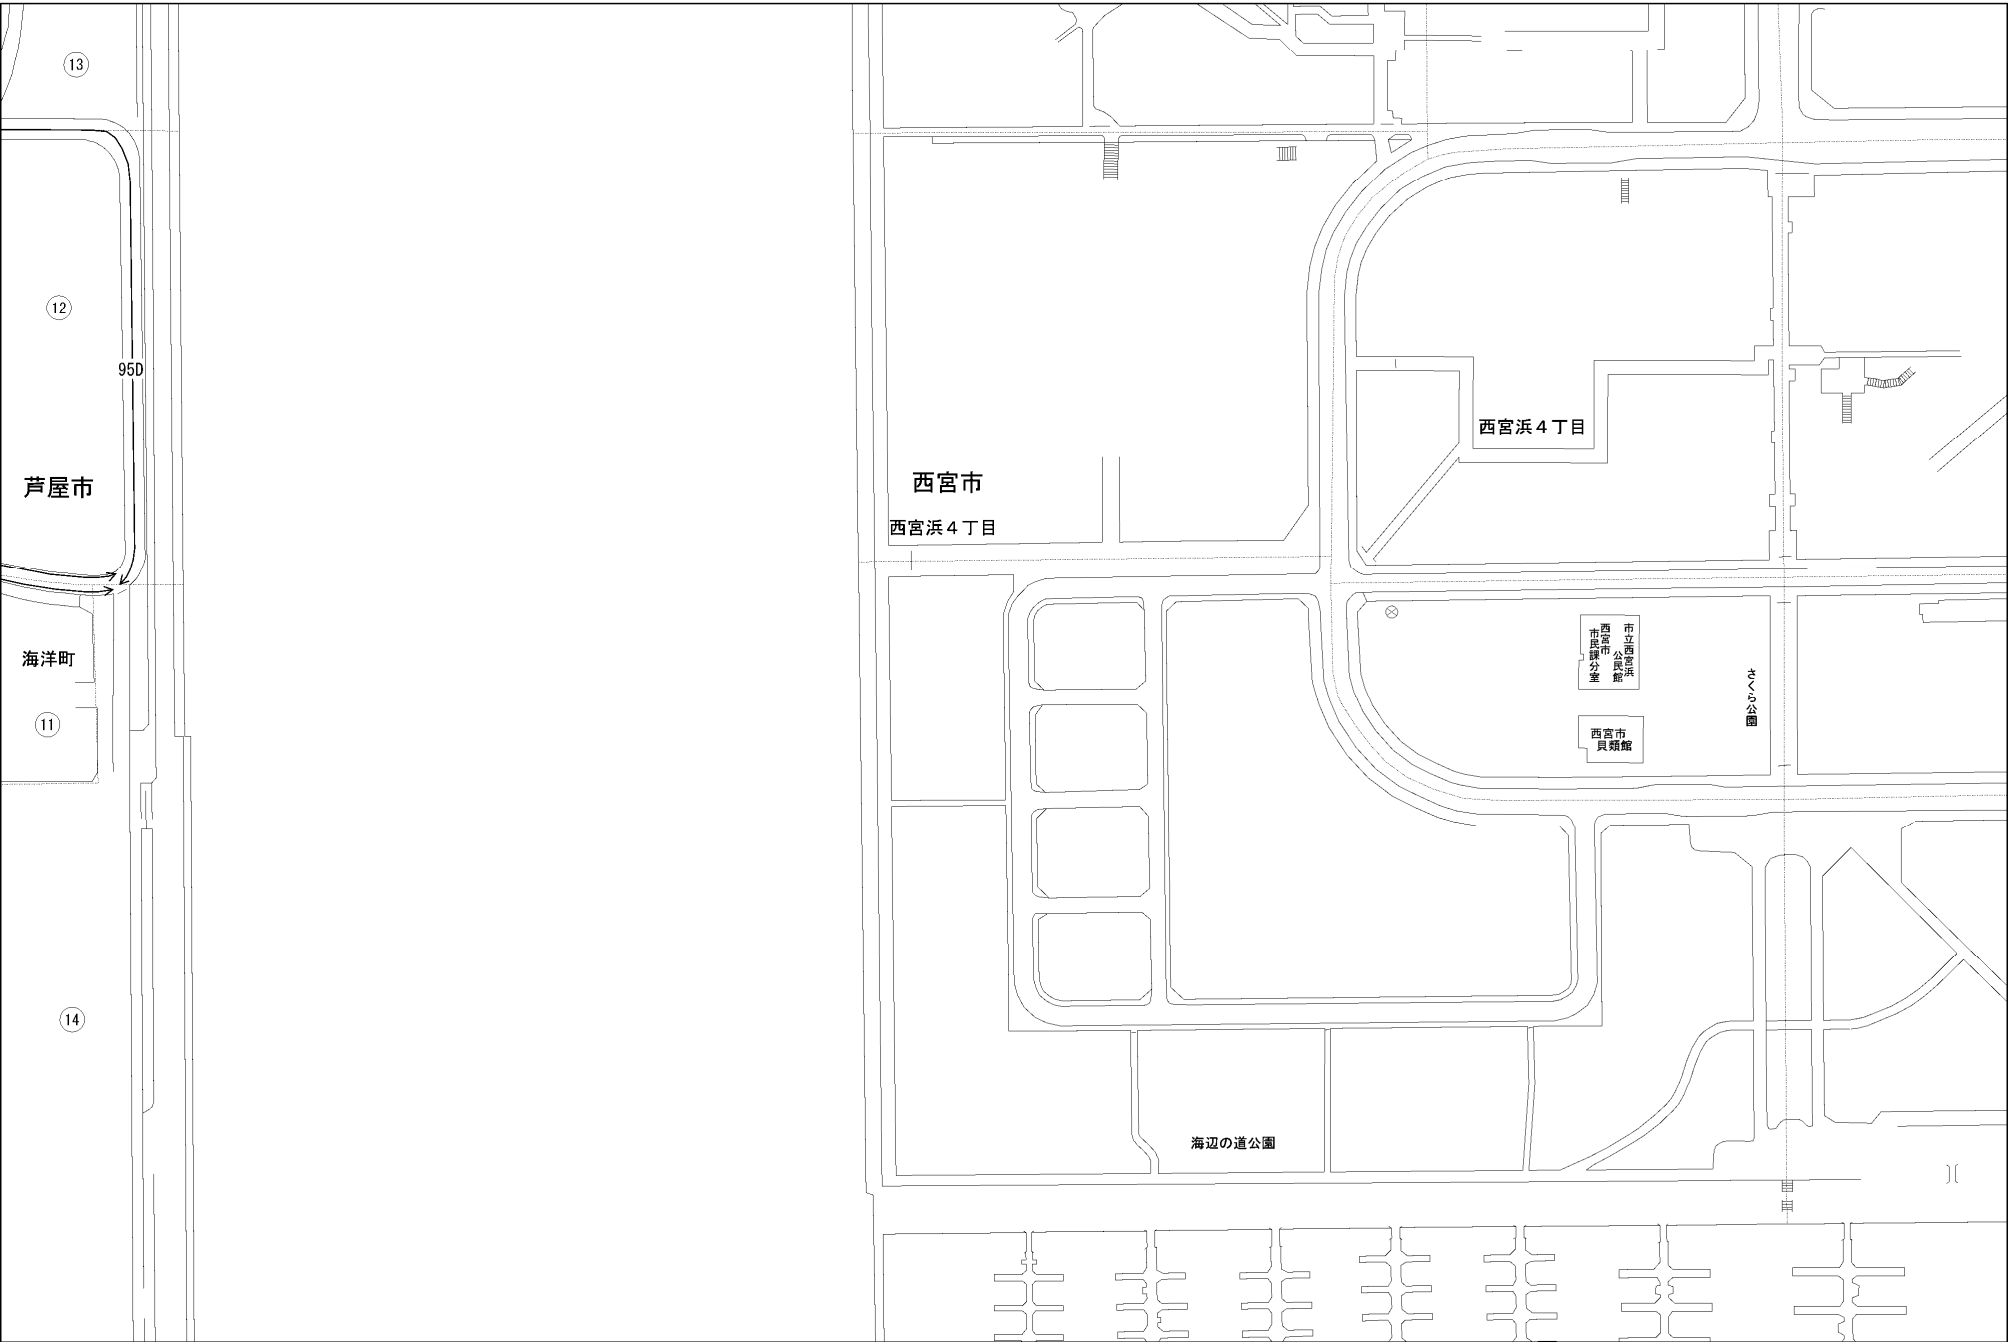 13
12
95D
芦屋市
海洋町
11
14
西宮市
西宮浜４丁目
西宮浜４丁目
市立西宮浜
公民館
西宮市
市民課分室
西宮市
貝類館
さくら公園
海辺の道公園